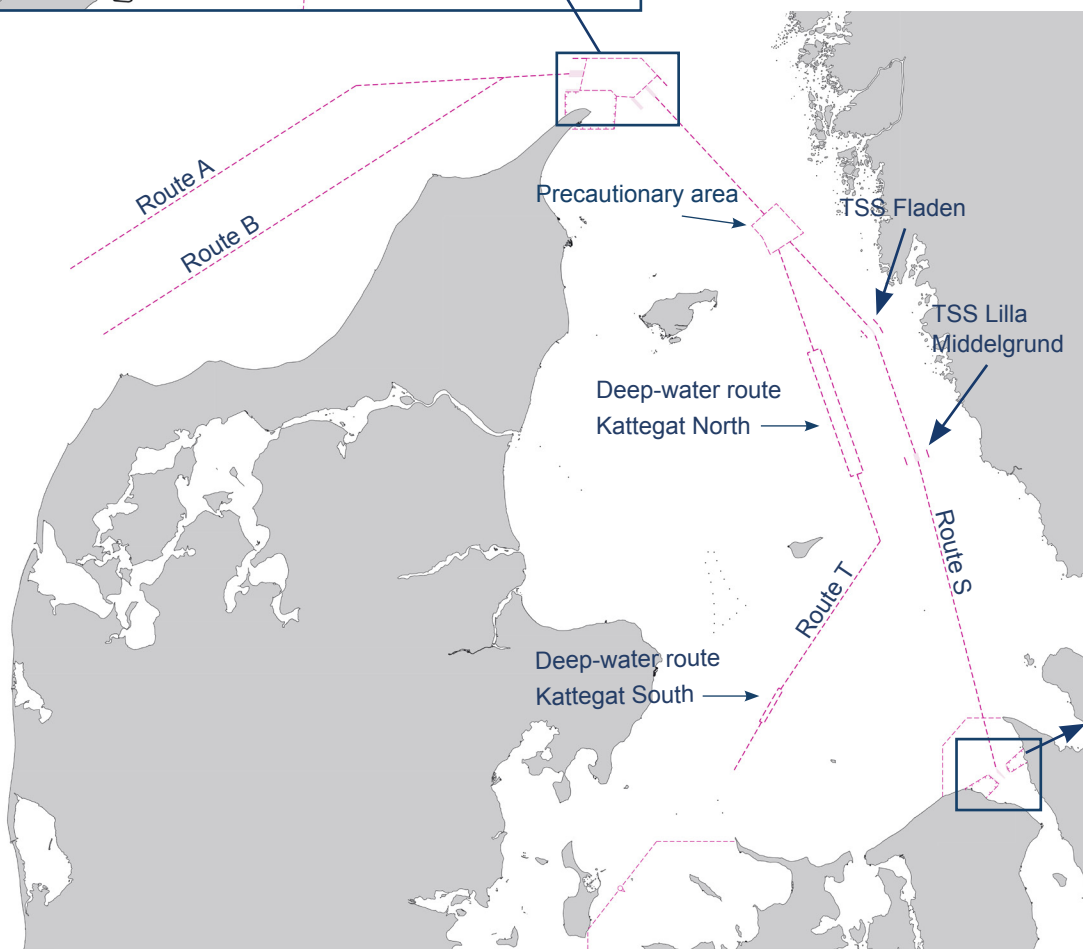 Route A
Route B
Precautionary area
TSS Fladen
TSS Lilla
Middelgrund
Deep-water route
Kattegat North
Route S
Route T
Deep-water route
Kattegat South